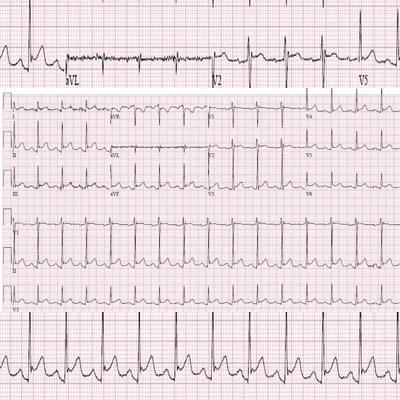 aVL V2 V5
I aVR V1 V4
II aVL V2 V5
III aVF V3 V6
V1
II
V5